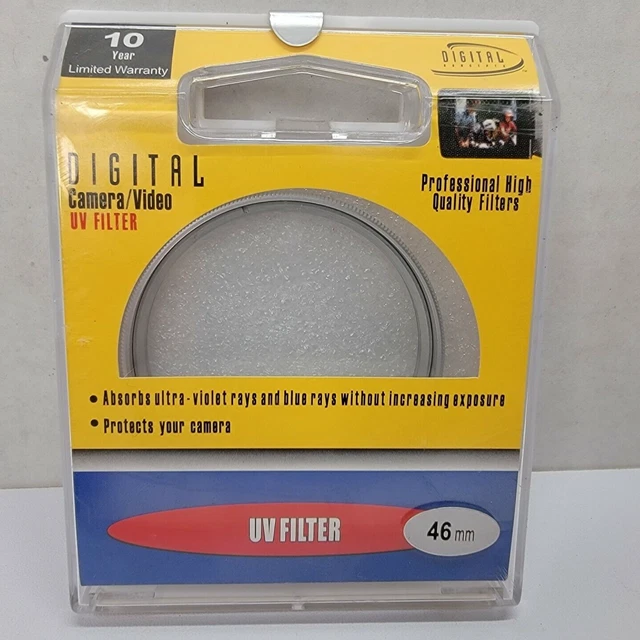 10
Year
Limited Warranty
DIGITAL
DIGITAL
Camera/Video
UV FILTER
Professional High
Quality Filters
• Absorbs ultra-violet rays and blue rays without increasing exposure
• Protects your camera
UV FILTER
46 mm